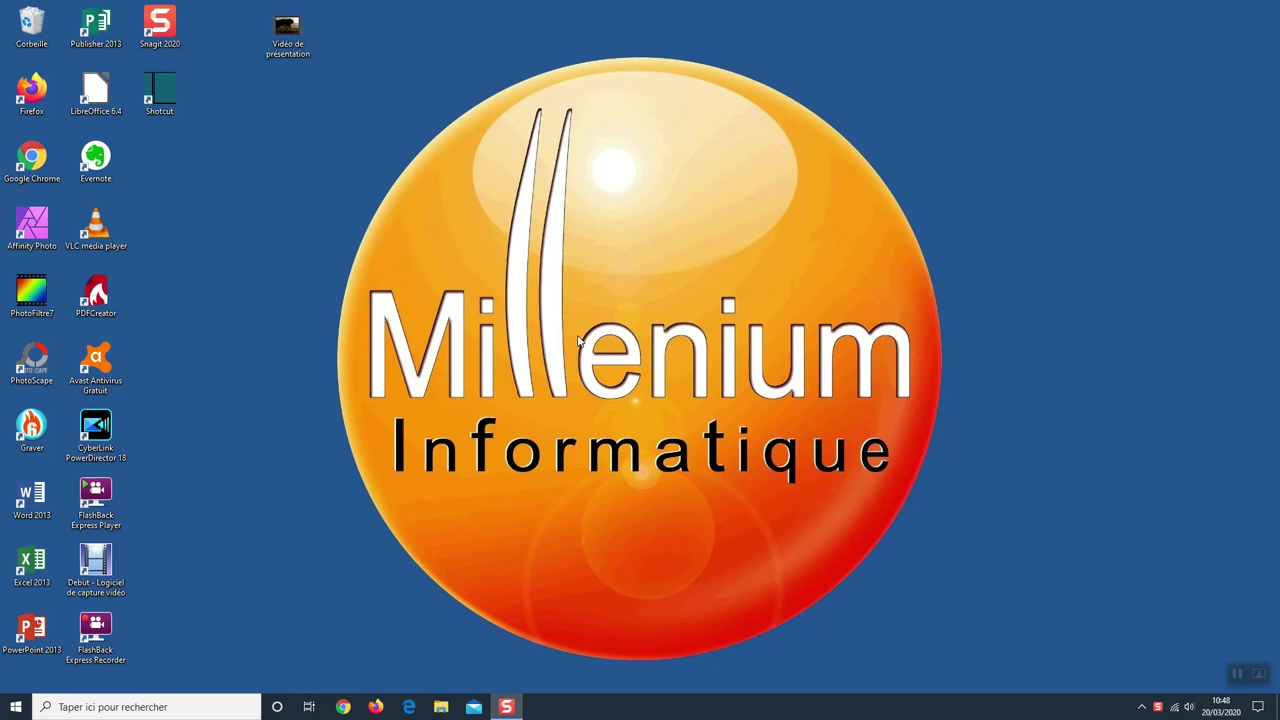 Corbeille
Publisher 2013
Snagit 2020
Vidéo de
présentation
Firefox
LibreOffice 6.4
Shotcut
Google Chrome
Evernote
Affinity Photo
VLC media player
PhotoFiltre7
PDFCreator
PhotoScape
Avast Antivirus
Gratuit
Graver
CyberLink
PowerDirector 18
Word 2013
FlashBack
Express Player
Excel 2013
Debut - Logiciel
de capture vidéo
PowerPoint 2013
FlashBack
Express Recorder
Millenium
Informatique
Taper ici pour rechercher
10:48
20/03/2020